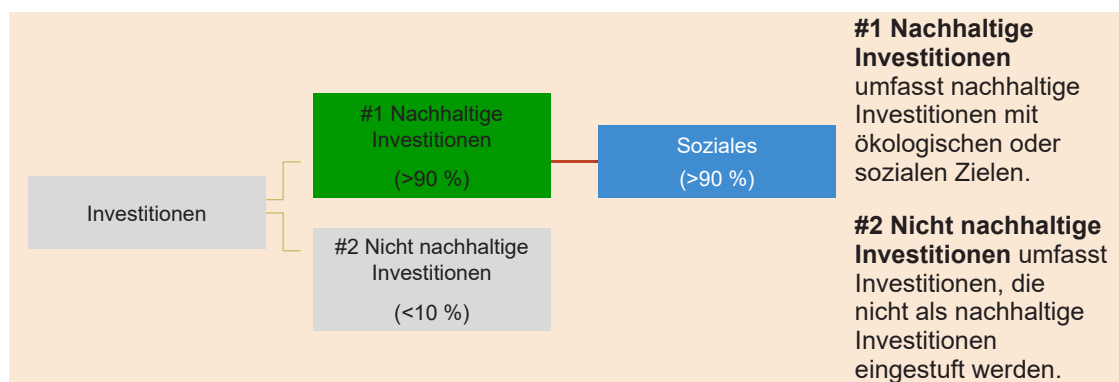 Investitionen
#1 Nachhaltige
Investitionen
(>90 %)
Soziales
(>90 %)
#2 Nicht nachhaltige
Investitionen
(<10 %)
#1 Nachhaltige
Investitionen
umfasst nachhaltige
Investitionen mit
ökologischen oder
sozialen Zielen.
#2 Nicht nachhaltige
Investitionen umfasst
Investitionen, die
nicht als nachhaltige
Investitionen
eingestuft werden.